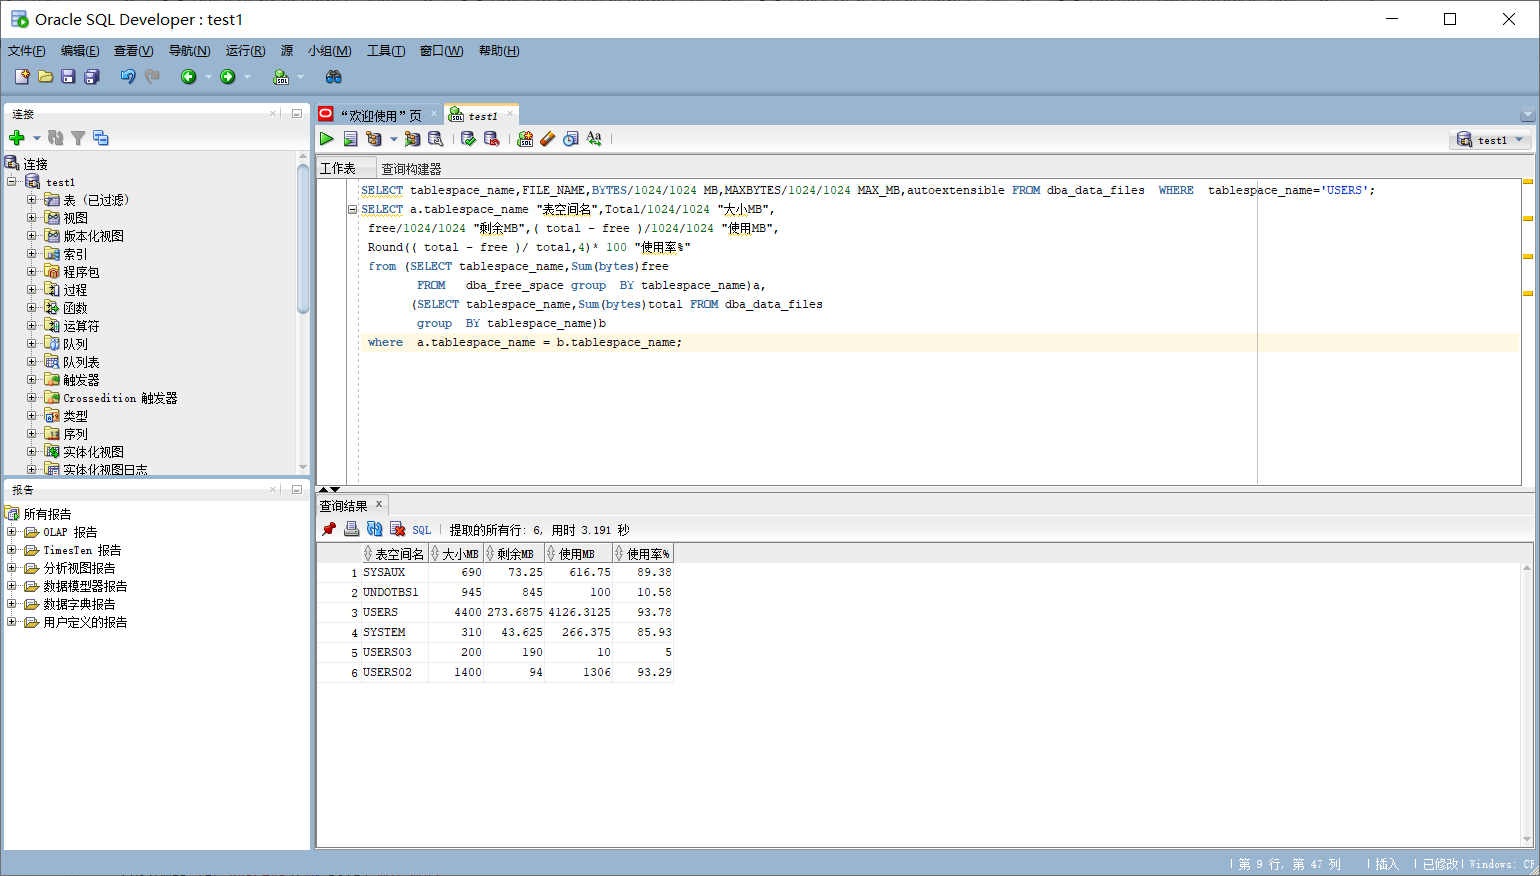 Oracle SQL Developer : test1
文件(F) 编辑(E) 查看(V) 导航(N) 运行(R) 源 小组(M) 工具(T) 窗口(W) 帮助(H)
连接
连接
test1
表 (已过滤)
视图
版本化视图
索引
程序包
过程
函数
运算符
队列
队列表
触发器
Crossedition 触发器
类型
序列
实体化视图
实体化视图日志
报告
所有报告
OLAP 报告
TimesTen 报告
分析视图报告
数据模型器报告
数据字典报告
用户定义的报告
“欢迎使用”页 test1
test1
工作表 查询构建器
SELECT tablespace_name,FILE_NAME,BYTES/1024/1024 MB,MAXBYTES/1024/1024 MAX_MB,autoextensible FROM dba_data_files  WHERE  tablespace_name='USERS';
SELECT a.tablespace_name "表空间名",Total/1024/1024 "大小MB",
free/1024/1024 "剩余MB",( total - free )/1024/1024 "使用MB",
Round(( total - free )/ total,4)* 100 "使用率%"
from (SELECT tablespace_name,Sum(bytes)free
FROM   dba_free_space group  BY tablespace_name)a,
(SELECT tablespace_name,Sum(bytes)total FROM dba_data_files
group  BY tablespace_name)b
where  a.tablespace_name = b.tablespace_name;
查询结果
SQL | 提取的所有行: 6, 用时 3.191 秒
表空间名 大小MB 剩余MB 使用MB 使用率%
1 SYSAUX 690 73.25 616.75 89.38
2 UNDOTBS1 945 845 100 10.58
3 USERS 4400 273.6875 4126.3125 93.78
4 SYSTEM 310 43.625 266.375 85.93
5 USERS03 200 190 10 5
6 USERS02 1400 94 1306 93.29
| 第 9 行, 第 47 列 | 插入 | 已修改| Windows: CF